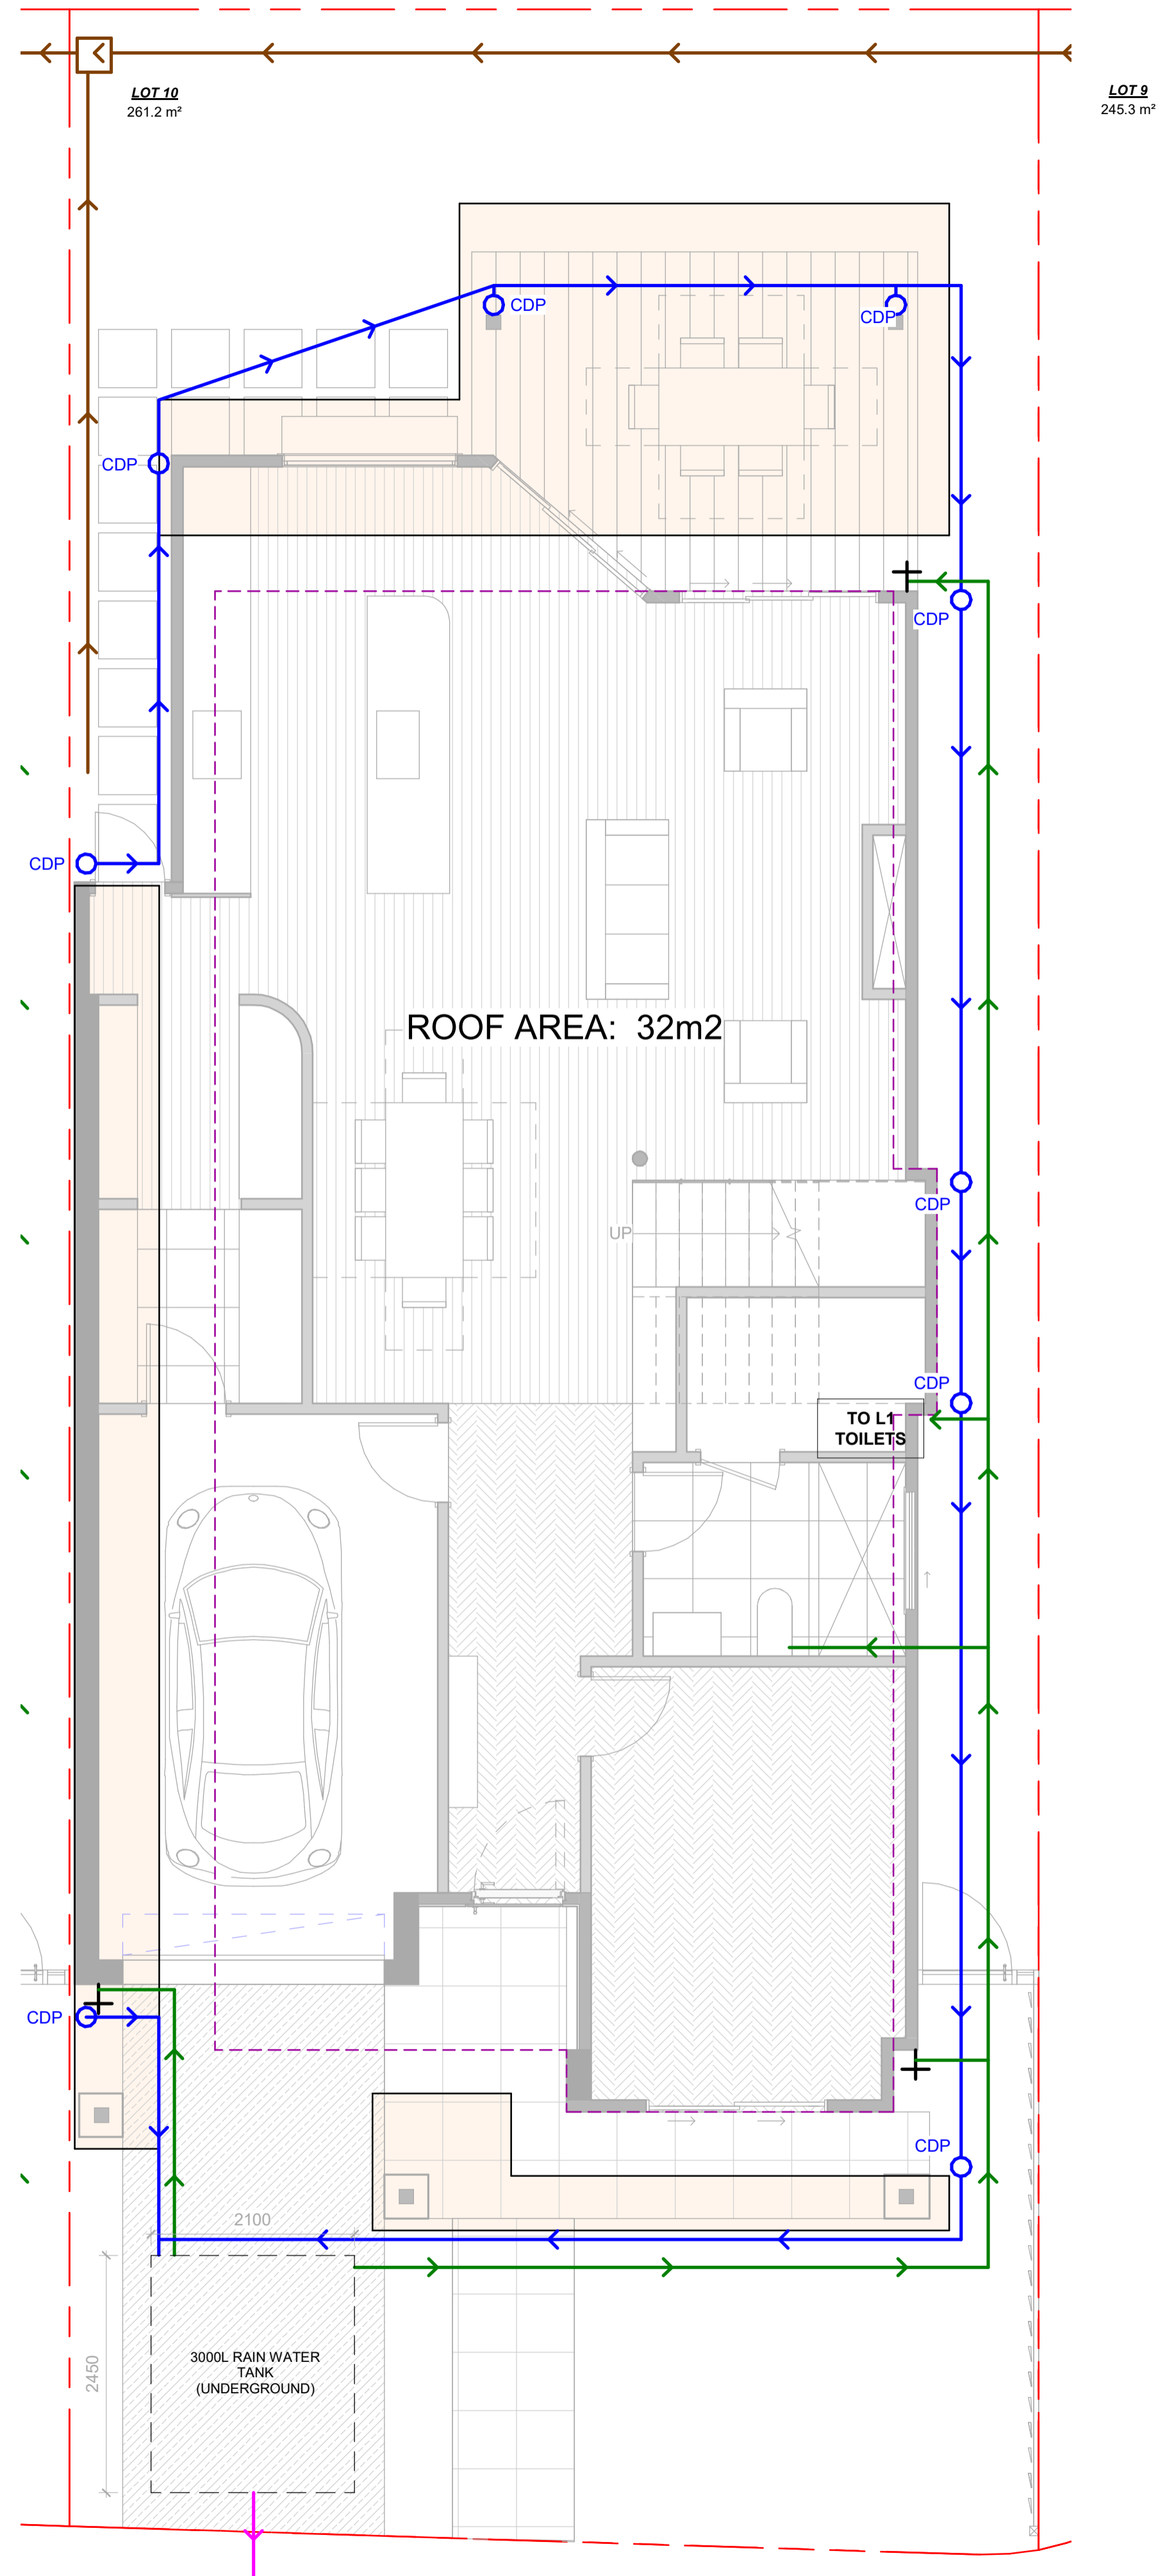 LOT 10
261.2 m²
LOT 9
245.3 m²
CDP
CDP
CDP
CDP
CDP
ROOF AREA: 32m2
CDP
UP
CDP
TO L1
TOILETS
CDP
CDP
2100
2450
3000L RAIN WATER
TANK
(UNDERGROUND)